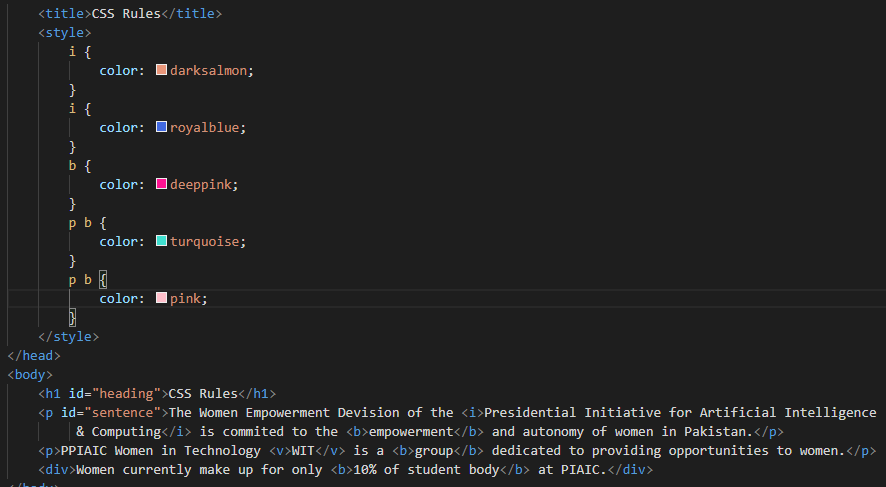 <title>CSS Rules</title>
<style>
i {
color: darksalmon;
}
i {
color: royalblue;
}
b {
color: deeppink;
}
p b {
color: turquoise;
}
p b {
color: pink;
}
</style>
</head>
<body>
<h1 id="heading">CSS Rules</h1>
<p id="sentence">The Women Empowerment Devision of the <i>Presidential Initiative for Artificial Intelligence
& Computing</i> is commited to the <b>empowerment</b> and autonomy of women in Pakistan.</p>
<p>PPIAIC Women in Technology <v>WIT</v> is a <b>group</b> dedicated to providing opportunities to women.</p>
<div>Women currently make up for only <b>10% of student body</b> at PIAIC.</div>
</body>